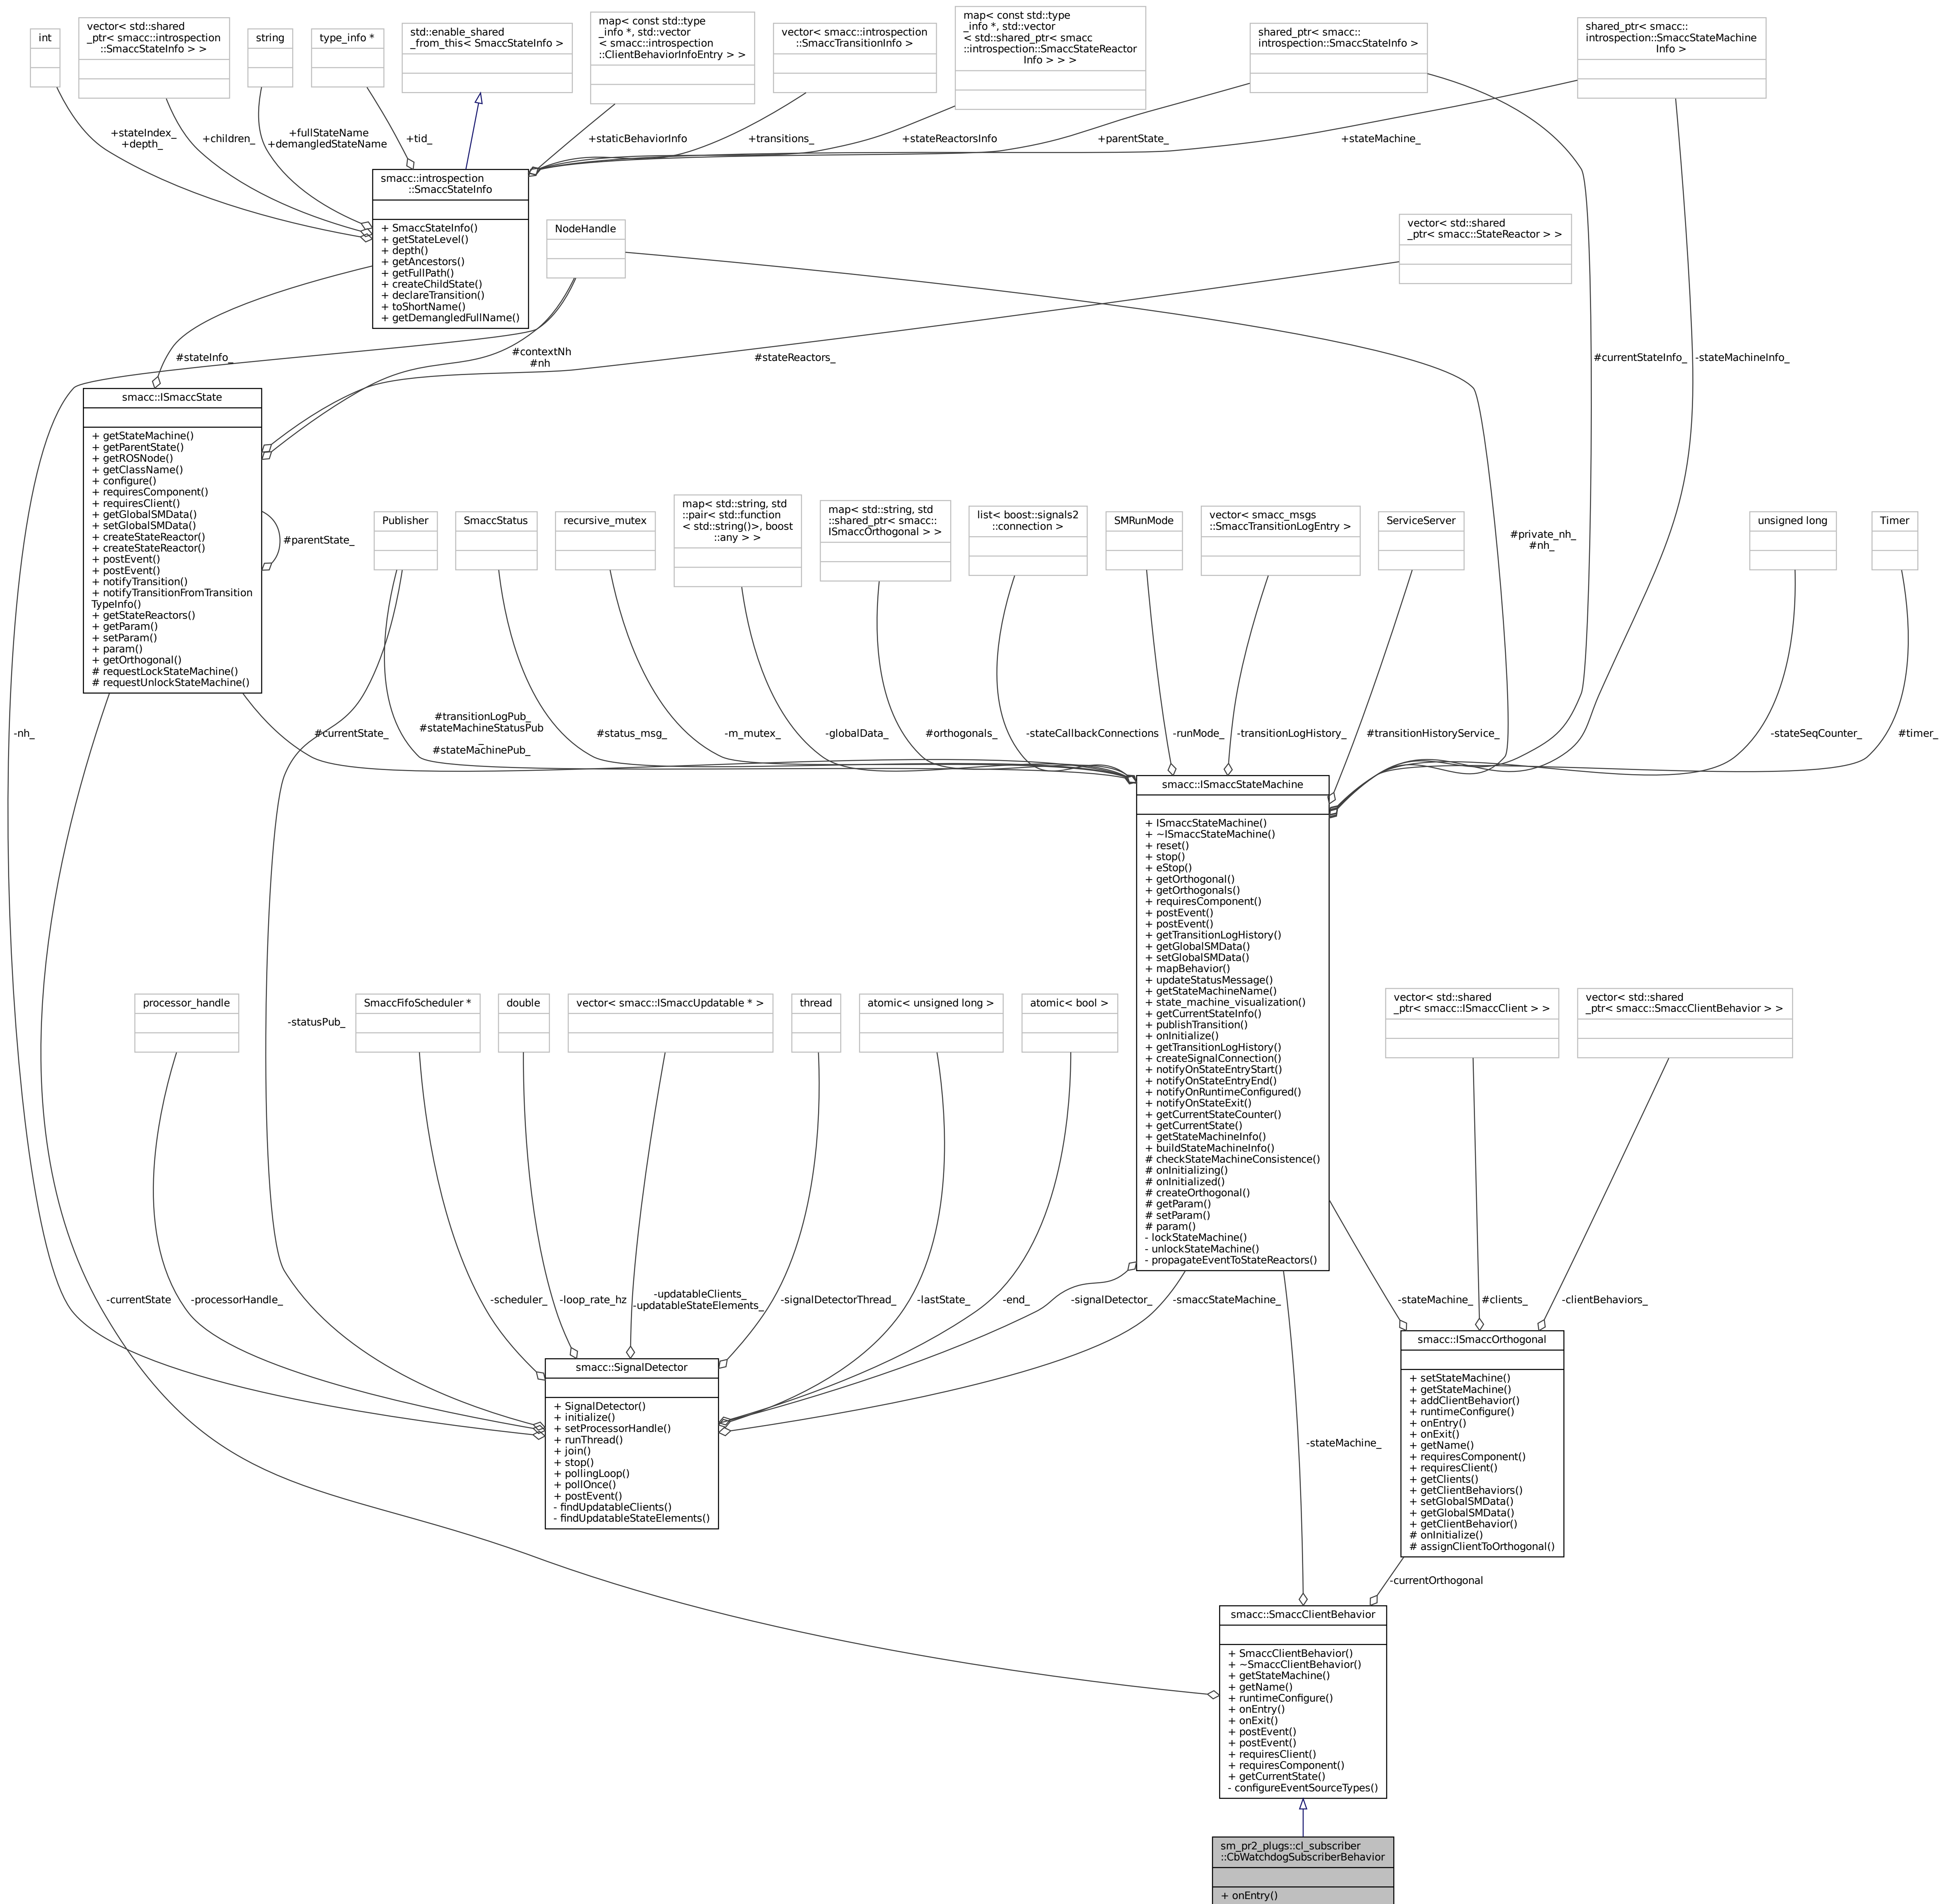 int
vector< std::shared
_ptr< smacc::introspection
::SmaccStateInfo > >
string
type_info *
std::enable_shared
_from_this< SmaccStateInfo >
map< const std::type
_info *, std::vector
< smacc::introspection
::ClientBehaviorInfoEntry > >
vector< smacc::introspection
::SmaccTransitionInfo >
map< const std::type
_info *, std::vector
< std::shared_ptr< smacc
::introspection::SmaccStateReactor
Info > > >
shared_ptr< smacc::
introspection::SmaccStateInfo >
shared_ptr< smacc::
introspection::SmaccStateMachine
Info >
+stateIndex_
+depth_
+children_
+fullStateName
+demangledStateName
+tid_
+staticBehaviorInfo
+transitions_
+stateReactorsInfo
+parentState_
+stateMachine_
smacc::introspection
::SmaccStateInfo
+ SmaccStateInfo()
+ getStateLevel()
+ depth()
+ getAncestors()
+ getFullPath()
+ createChildState()
+ declareTransition()
+ toShortName()
+ getDemangledFullName()
NodeHandle
vector< std::shared
_ptr< smacc::StateReactor > >
#stateInfo_
#contextNh
#nh
#stateReactors_
#currentStateInfo_
-stateMachineInfo_
smacc::ISmaccState
+ getStateMachine()
+ getParentState()
+ getROSNode()
+ getClassName()
+ configure()
+ requiresComponent()
+ requiresClient()
+ getGlobalSMData()
+ setGlobalSMData()
+ createStateReactor()
+ createStateReactor()
+ postEvent()
+ postEvent()
+ notifyTransition()
+ notifyTransitionFromTransition
TypeInfo()
+ getStateReactors()
+ getParam()
+ setParam()
+ param()
+ getOrthogonal()
# requestLockStateMachine()
# requestUnlockStateMachine()
#parentState_
Publisher
SmaccStatus
recursive_mutex
map< std::string, std
::pair< std::function
< std::string()>, boost
::any > >
map< std::string, std
::shared_ptr< smacc::
ISmaccOrthogonal > >
list< boost::signals2
::connection >
SMRunMode
vector< smacc_msgs
::SmaccTransitionLogEntry >
ServiceServer
#private_nh_
#nh_
unsigned long
Timer
-nh_
#currentState_
#transitionLogPub_
#stateMachineStatusPub
_
#stateMachinePub_
#status_msg_
-m_mutex_
-globalData_
#orthogonals_
-stateCallbackConnections
-runMode_
-transitionLogHistory_
#transitionHistoryService_
-stateSeqCounter_
#timer_
smacc::ISmaccStateMachine
+ ISmaccStateMachine()
+ ~ISmaccStateMachine()
+ reset()
+ stop()
+ eStop()
+ getOrthogonal()
+ getOrthogonals()
+ requiresComponent()
+ postEvent()
+ postEvent()
+ getTransitionLogHistory()
+ getGlobalSMData()
+ setGlobalSMData()
+ mapBehavior()
+ updateStatusMessage()
+ getStateMachineName()
+ state_machine_visualization()
+ getCurrentStateInfo()
+ publishTransition()
+ onInitialize()
+ getTransitionLogHistory()
+ createSignalConnection()
+ notifyOnStateEntryStart()
+ notifyOnStateEntryEnd()
+ notifyOnRuntimeConfigured()
+ notifyOnStateExit()
+ getCurrentStateCounter()
+ getCurrentState()
+ getStateMachineInfo()
+ buildStateMachineInfo()
# checkStateMachineConsistence()
# onInitializing()
# onInitialized()
# createOrthogonal()
# getParam()
# setParam()
# param()
- lockStateMachine()
- unlockStateMachine()
- propagateEventToStateReactors()
processor_handle
-statusPub_
SmaccFifoScheduler *
double
vector< smacc::ISmaccUpdatable * >
thread
atomic< unsigned long >
atomic< bool >
vector< std::shared
_ptr< smacc::ISmaccClient > >
vector< std::shared
_ptr< smacc::SmaccClientBehavior > >
-currentState
-processorHandle_
-scheduler_
-loop_rate_hz
-updatableClients_
-updatableStateElements_
-signalDetectorThread_
-lastState_
-end_
-signalDetector_
-smaccStateMachine_
-stateMachine_
#clients_
-clientBehaviors_
smacc::SignalDetector
+ SignalDetector()
+ initialize()
+ setProcessorHandle()
+ runThread()
+ join()
+ stop()
+ pollingLoop()
+ pollOnce()
+ postEvent()
- findUpdatableClients()
- findUpdatableStateElements()
-stateMachine_
smacc::ISmaccOrthogonal
+ setStateMachine()
+ getStateMachine()
+ addClientBehavior()
+ runtimeConfigure()
+ onEntry()
+ onExit()
+ getName()
+ requiresComponent()
+ requiresClient()
+ getClients()
+ getClientBehaviors()
+ setGlobalSMData()
+ getGlobalSMData()
+ getClientBehavior()
# onInitialize()
# assignClientToOrthogonal()
-currentOrthogonal
smacc::SmaccClientBehavior
+ SmaccClientBehavior()
+ ~SmaccClientBehavior()
+ getStateMachine()
+ getName()
+ runtimeConfigure()
+ onEntry()
+ onExit()
+ postEvent()
+ postEvent()
+ requiresClient()
+ requiresComponent()
+ getCurrentState()
- configureEventSourceTypes()
sm_pr2_plugs::cl_subscriber
::CbWatchdogSubscriberBehavior
+ onEntry()